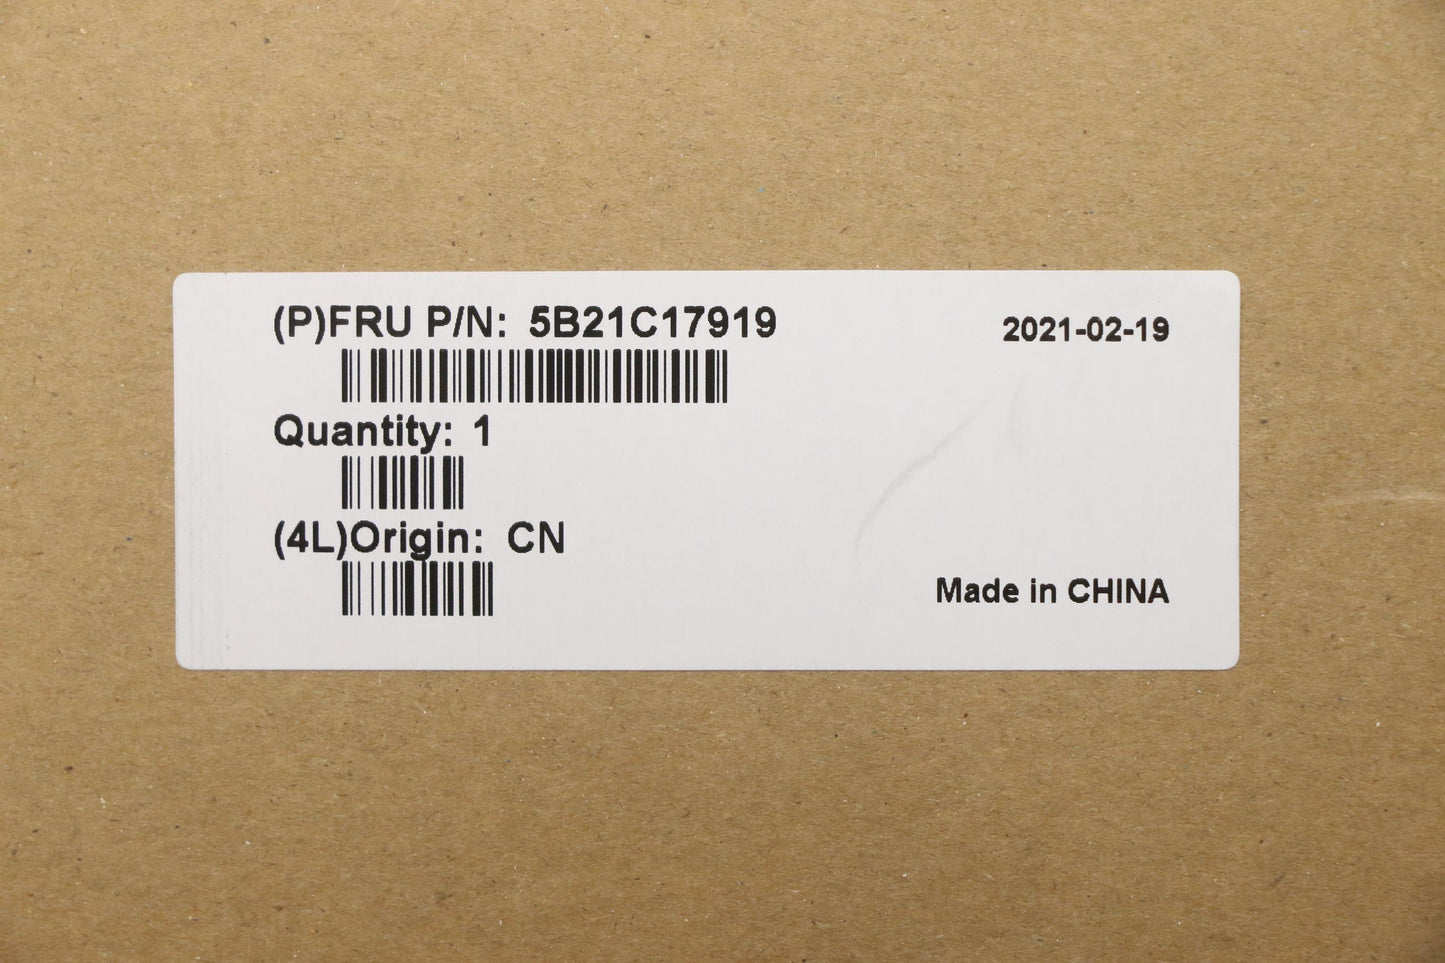 (P)FRU P/N: 5B21C17919
2021-02-19
Quantity: 1
(4L)Origin: CN
Made in CHINA